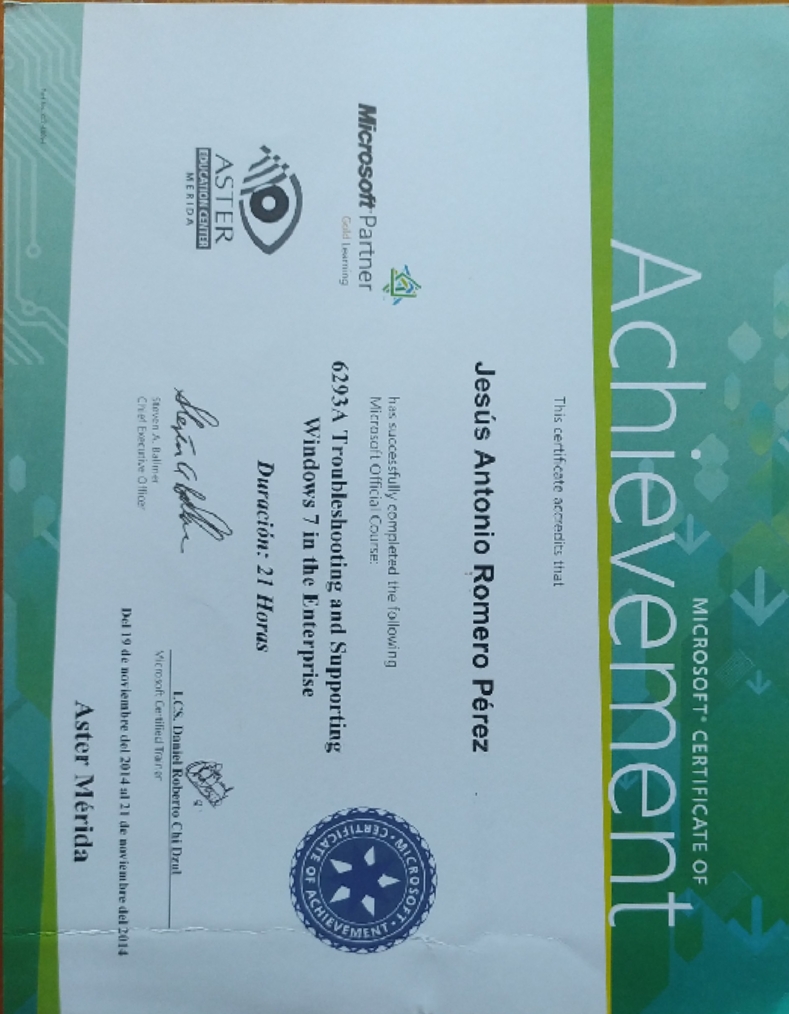 MICROSOFT® CERTIFICATE OF
Achievement
This certificate accredits that
Jesús Antonio Romero Pérez
has successfully completed the following
Microsoft Official Course:
6293A Troubleshooting and Supporting
Windows 7 in the Enterprise
Duración: 21 Horas
Microsoft Partner
Gold Learning
ASTER
EDUCATION CENTER
MERIDA
MICROSOFT · CERTIFICATE OF ACHIEVEMENT ·
Steven A. Ballmer
Steven A. Ballmer
Chief Executive Officer
LCS. Daniel Roberto Chi Dzul
Microsoft Certified Trainer
Del 19 de noviembre del 2014 al 21 de noviembre del 2014
Aster Mérida